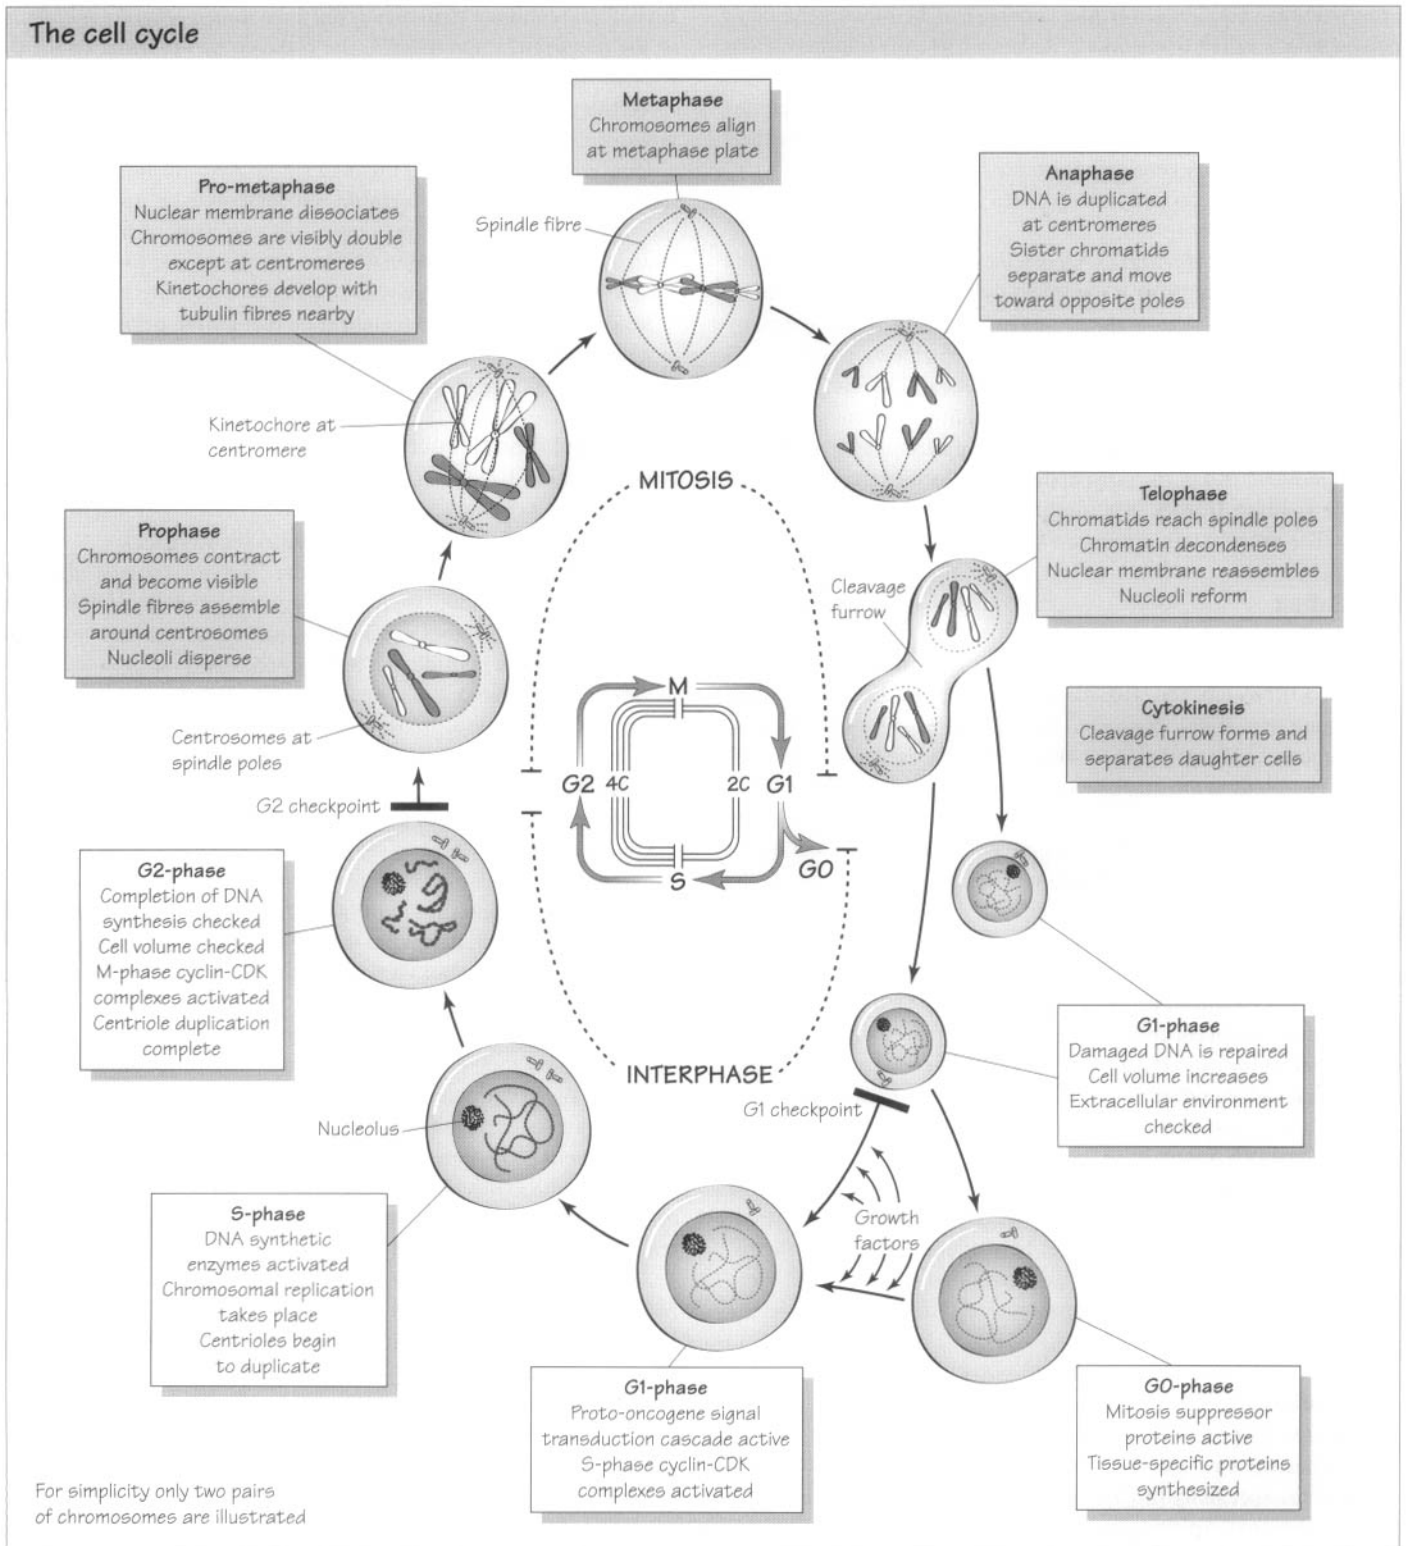 The cell cycle
Metaphase
Chromosomes align
at metaphase plate
Pro-metaphase
Nuclear membrane dissociates
Chromosomes are visibly double
except at centromeres
Kinetochores develop with
tubulin fibres nearby
Anaphase
DNA is duplicated
at centromeres
Sister chromatids
separate and move
toward opposite poles
Spindle fibre
Kinetochore at
centromere
MITOSIS
Telophase
Chromatids reach spindle poles
Chromatin decondenses
Nuclear membrane reassembles
Nucleoli reform
Prophase
Chromosomes contract
and become visible
Spindle fibres assemble
around centrosomes
Nucleoli disperse
Cleavage
furrow
Cytokinesis
Cleavage furrow forms and
separates daughter cells
Centrosomes at
spindle poles
M
G2 4C 2C G1
S
G0
G2 checkpoint
G2-phase
Completion of DNA
synthesis checked
Cell volume checked
M-phase cyclin-CDK
complexes activated
Centriole duplication
complete
G1-phase
Damaged DNA is repaired
Cell volume increases
Extracellular environment
checked
INTERPHASE
G1 checkpoint
Nucleolus
Growth
factors
S-phase
DNA synthetic
enzymes activated
Chromosomal replication
takes place
Centrioles begin
to duplicate
G1-phase
Proto-oncogene signal
transduction cascade active
S-phase cyclin-CDK
complexes activated
G0-phase
Mitosis suppressor
proteins active
Tissue-specific proteins
synthesized
For simplicity only two pairs
of chromosomes are illustrated